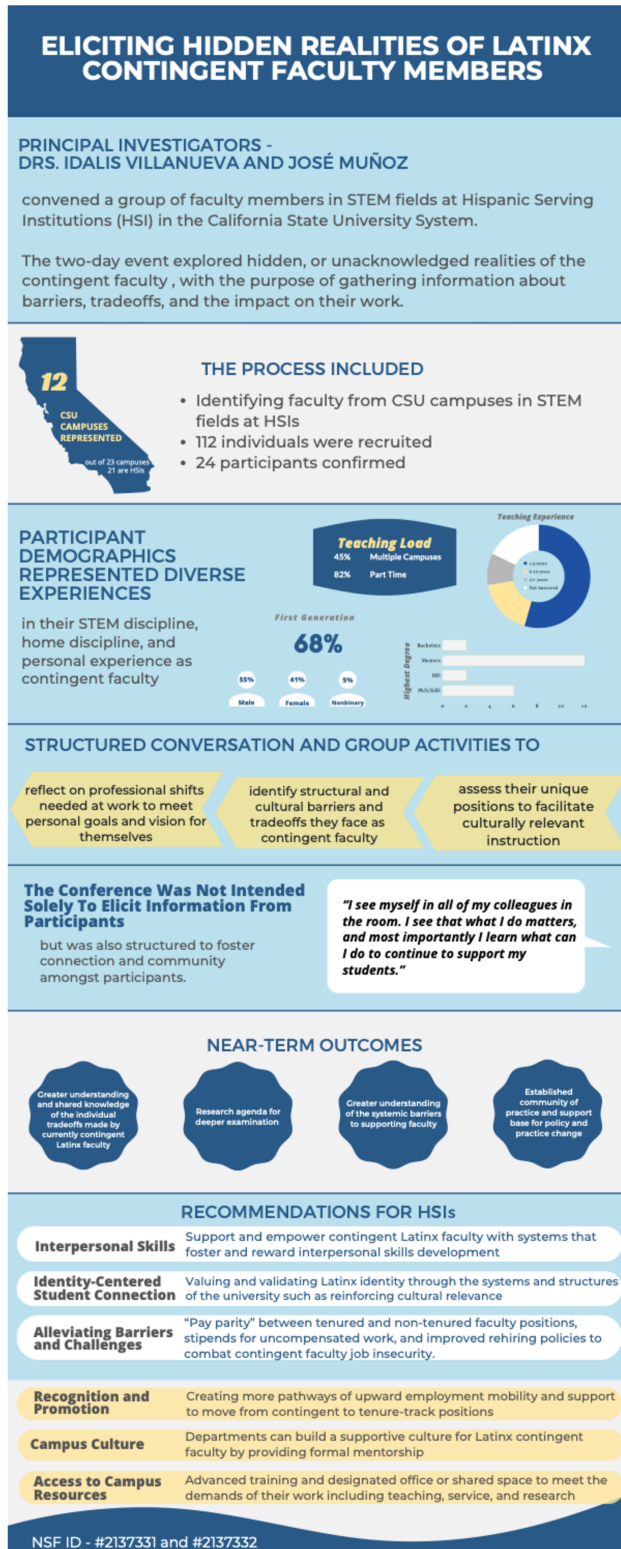 ELICITING HIDDEN REALITIES OF LATINX
CONTINGENT FACULTY MEMBERS
PRINCIPAL INVESTIGATORS -
DRS. IDALIS VILLANUEVA AND JOSÉ MUÑOZ
convened a group of faculty members in STEM fields at Hispanic Serving
Institutions (HSI) in the California State University System.
The two-day event explored hidden, or unacknowledged realities of the
contingent faculty , with the purpose of gathering information about
barriers, tradeoffs, and the impact on their work.
12
CSU
CAMPUSES
REPRESENTED
out of 23 campuses
21 are HSIs
THE PROCESS INCLUDED
• Identifying faculty from CSU campuses in STEM
fields at HSIs
• 112 individuals were recruited
• 24 participants confirmed
PARTICIPANT
DEMOGRAPHICS
REPRESENTED DIVERSE
EXPERIENCES
in their STEM discipline,
home discipline, and
personal experience as
contingent faculty
Teaching Load
45% Multiple Campuses
82% Part Time
First Generation
68%
55% 41% 5%
Male Female Nonbinary
Teaching Experience
1-5 years
6-10 years
11+ years
Not Answered
Highest Degree
Bachelors
Masters
MD
PhD/EdD
0 2 4 6 8 10 12
STRUCTURED CONVERSATION AND GROUP ACTIVITIES TO
reflect on professional shifts
needed at work to meet
personal goals and vision for
themselves
identify structural and
cultural barriers and
tradeoffs they face as
contingent faculty
assess their unique
positions to facilitate
culturally relevant
instruction
The Conference Was Not Intended
Solely To Elicit Information From
Participants
but was also structured to foster
connection and community
amongst participants.
“I see myself in all of my colleagues in
the room. I see that what I do matters,
and most importantly I learn what can
I do to continue to support my
students.”
NEAR-TERM OUTCOMES
Greater understanding
and shared knowledge
of the individual
tradeoffs made by
currently contingent
Latinx faculty
Research agenda for
deeper examination
Greater understanding
of the systemic barriers
to supporting faculty
Established
community of
practice and support
base for policy and
practice change
RECOMMENDATIONS FOR HSIs
Interpersonal Skills
Support and empower contingent Latinx faculty with systems that
foster and reward interpersonal skills development
Identity-Centered
Student Connection
Valuing and validating Latinx identity through the systems and structures
of the university such as reinforcing cultural relevance
Alleviating Barriers
and Challenges
“Pay parity” between tenured and non-tenured faculty positions,
stipends for uncompensated work, and improved rehiring policies to
combat contingent faculty job insecurity.
Recognition and
Promotion
Creating more pathways of upward employment mobility and support
to move from contingent to tenure-track positions
Campus Culture
Departments can build a supportive culture for Latinx contingent
faculty by providing formal mentorship
Access to Campus
Resources
Advanced training and designated office or shared space to meet the
demands of their work including teaching, service, and research
NSF ID - #2137331 and #2137332